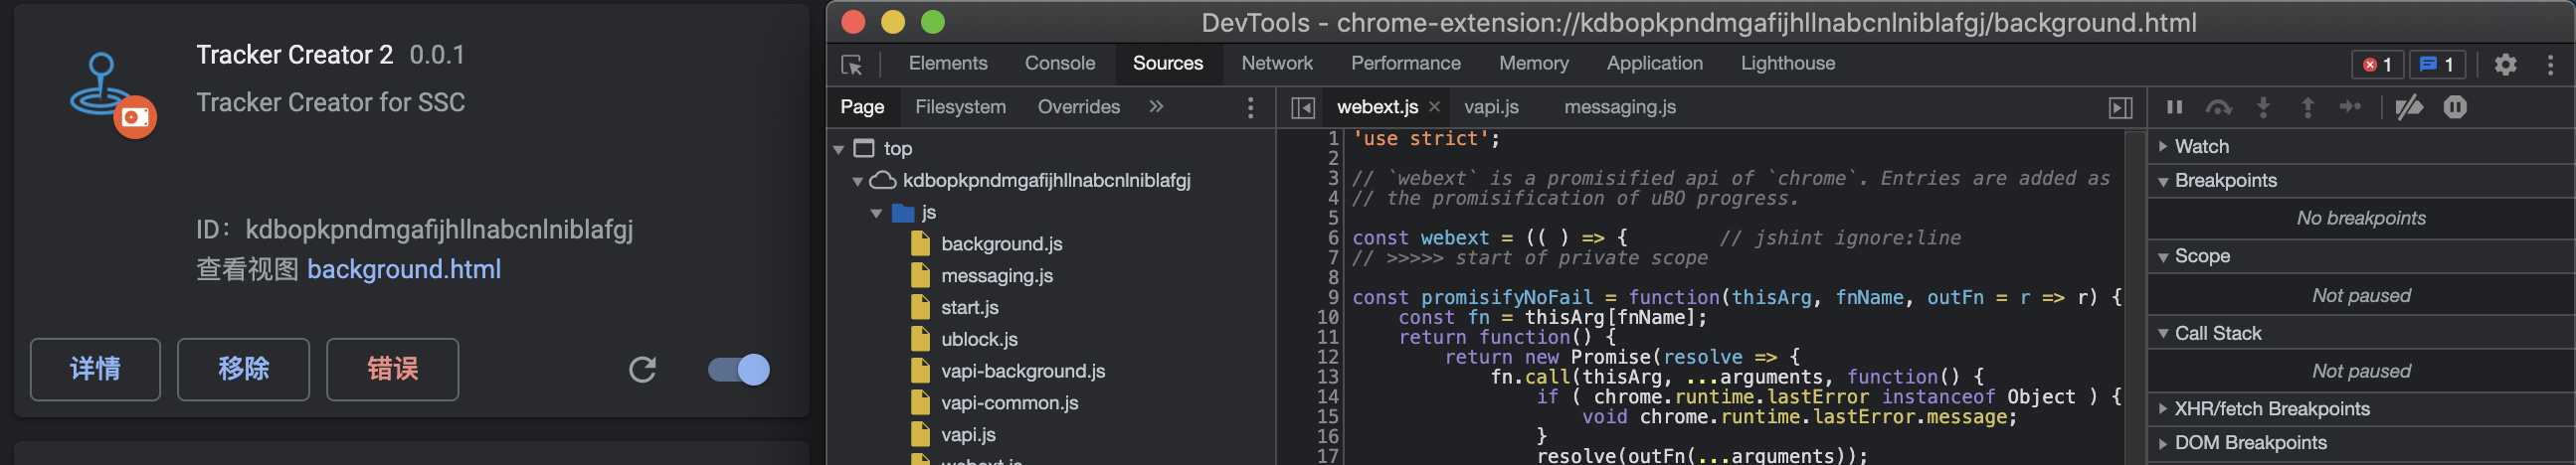 Tracker Creator 2 0.0.1
Tracker Creator for SSC
ID：kdbopkpndmgafijhllnabcnlniblafgj
查看视图 background.html
详情 移除 错误
DevTools - chrome-extension://kdbopkpndmgafijhllnabcnlniblafgj/background.html
Elements Console Sources Network Performance Memory Application Lighthouse 1 1
Page Filesystem Overrides »
top
kdbopkpndmgafijhllnabcnlniblafgj
js
background.js
messaging.js
start.js
ublock.js
vapi-background.js
vapi-common.js
vapi.js
webext.js
webext.js × vapi.js messaging.js
1 'use strict';
2
3 // `webext` is a promisified api of `chrome`. Entries are added as
4 // the promisification of uBO progress.
5
6 const webext = (( ) => { // jshint ignore:line
7 // >>>>> start of private scope
8
9 const promisifyNoFail = function(thisArg, fnName, outFn = r => r) {
10 const fn = thisArg[fnName];
11 return function() {
12 return new Promise(resolve => {
13 fn.call(thisArg, ...arguments, function() {
14 if ( chrome.runtime.lastError instanceof Object ) {
15 void chrome.runtime.lastError.message;
16 }
17 resolve(outFn(...arguments));
Watch
Breakpoints
No breakpoints
Scope
Not paused
Call Stack
Not paused
XHR/fetch Breakpoints
DOM Breakpoints